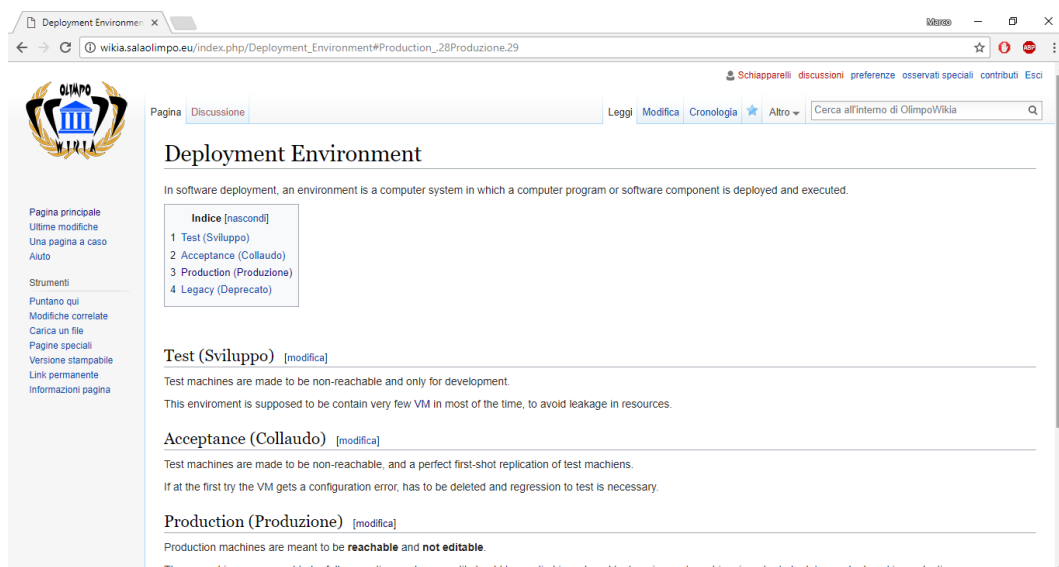 Deployment Environmen
Marco
wikia.salaolimpo.eu/index.php/Deployment_Environment#Production_.28Produzione.29
ABP
OLIMPO
WIKIA
Schiapparelli discussioni preferenze osservati speciali contributi Esci
Pagina Discussione
Leggi Modifica Cronologia Altro
Cerca all'interno di OlimpoWikia
Deployment Environment
In software deployment, an environment is a computer system in which a computer program or software component is deployed and executed.
Indice [nascondi]
1 Test (Sviluppo)
2 Acceptance (Collaudo)
3 Production (Produzione)
4 Legacy (Deprecato)
Pagina principale
Ultime modifiche
Una pagina a caso
Aiuto
Strumenti
Puntano qui
Modifiche correlate
Carica un file
Pagine speciali
Versione stampabile
Link permanente
Informazioni pagina
Test (Sviluppo) [modifica]
Test machines are made to be non-reachable and only for development.
This enviroment is supposed to be contain very few VM in most of the time, to avoid leakage in resources.
Acceptance (Collaudo) [modifica]
Test machines are made to be non-reachable, and a perfect first-shot replication of test machiens.
If at the first try the VM gets a configuration error, has to be deleted and regression to test is necessary.
Production (Produzione) [modifica]
Production machines are meant to be reachable and not editable.